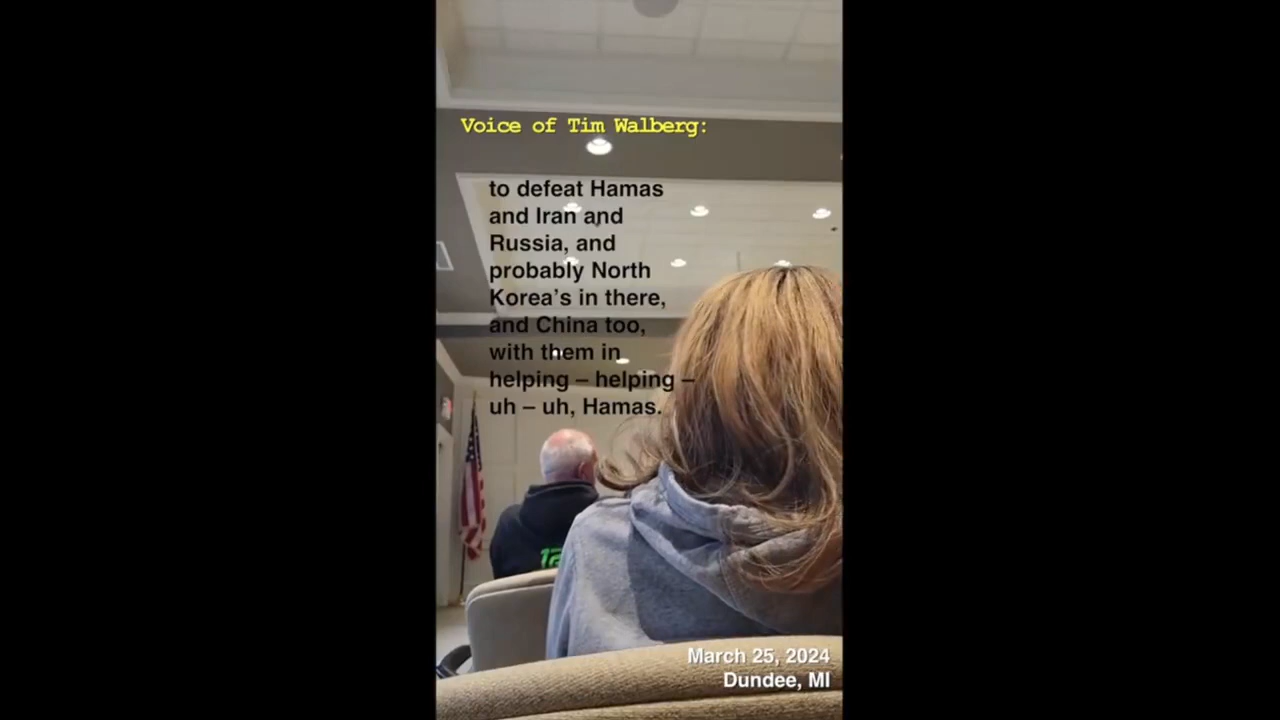 Voice of Tim Walberg:
to defeat Hamas
and Iran and
Russia, and
probably North
Korea's in there,
and China too,
with them in
helping – helping –
uh – uh, Hamas.
March 25, 2024
Dundee, MI